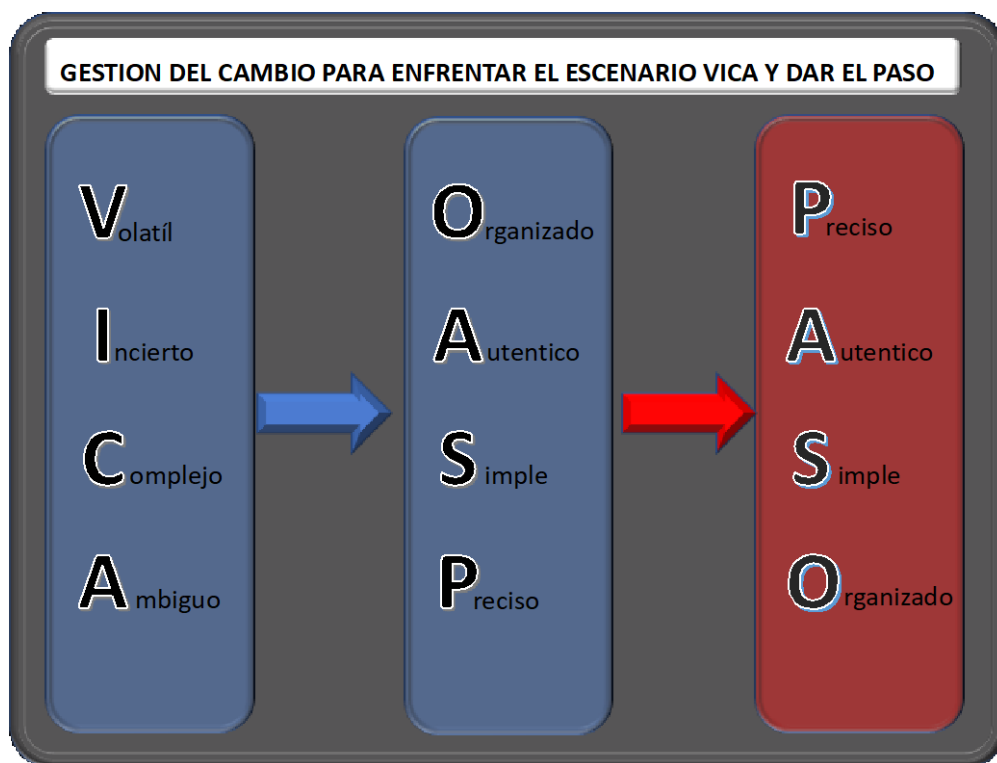 GESTION DEL CAMBIO PARA ENFRENTAR EL ESCENARIO VICA Y DAR EL PASO
Volatíl
Incierto
Complejo
Ambiguo
Organizado
Autentico
Simple
Preciso
Preciso
Autentico
Simple
Organizado